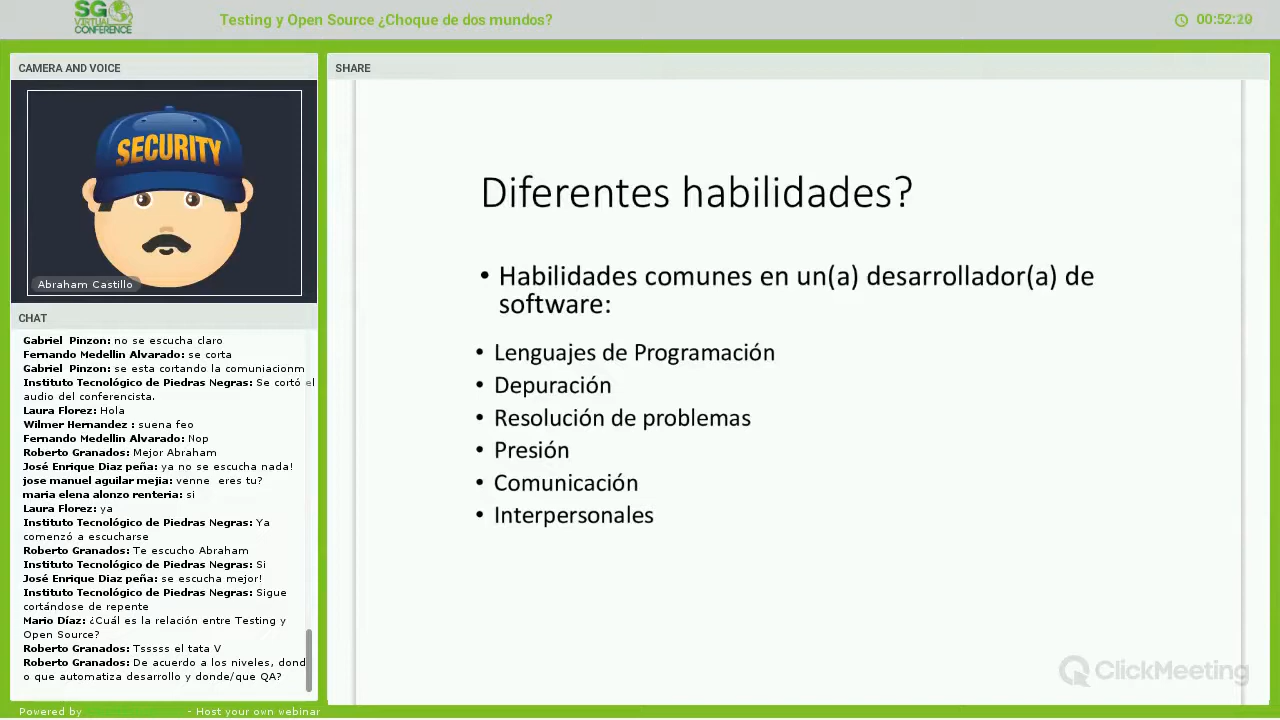 SG
VIRTUAL
CONFERENCE
Testing y Open Source ¿Choque de dos mundos?
00:52:20
CAMERA AND VOICE
SECURITY
Abraham Castillo
CHAT
Gabriel Pinzon: no se escucha claro
Fernando Medellin Alvarado: se corta
Gabriel Pinzon: se esta cortando la comuniacionm
Instituto Tecnológico de Piedras Negras: Se cortó el
audio del conferencista.
Laura Florez: Hola
Wilmer Hernandez : suena feo
Fernando Medellin Alvarado: Nop
Roberto Granados: Mejor Abraham
José Enrique Diaz peña: ya no se escucha nada!
jose manuel aguilar mejia: venne eres tu?
maria elena alonzo renteria: si
Laura Florez: ya
Instituto Tecnológico de Piedras Negras: Ya
comenzó a escucharse
Roberto Granados: Te escucho Abraham
Instituto Tecnológico de Piedras Negras: Si
José Enrique Diaz peña: se escucha mejor!
Instituto Tecnológico de Piedras Negras: Sigue
cortándose de repente
Mario Díaz: ¿Cuál es la relación entre Testing y
Open Source?
Roberto Granados: Tsssss el tata V
Roberto Granados: De acuerdo a los niveles, dond
o que automatiza desarrollo y donde/que QA?
Powered by - Host your own webinar
SHARE
Diferentes habilidades?
• Habilidades comunes en un(a) desarrollador(a) de
software:
• Lenguajes de Programación
• Depuración
• Resolución de problemas
• Presión
• Comunicación
• Interpersonales
ClickMeeting